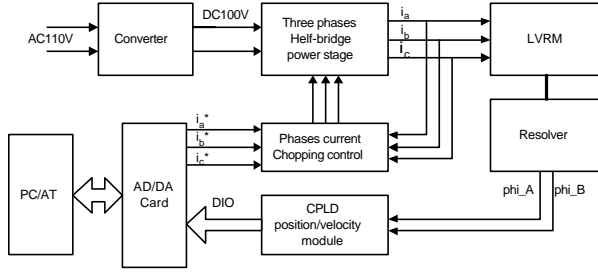 AC110V
Converter
DC100V
Three phases
Helf-bridge
power stage
i_a
i_b
i_c
LVRM
Resolver
phi_A
phi_B
i_a*
i_b*
i_c*
Phases current
Chopping control
PC/AT
AD/DA
Card
DIO
CPLD
position/velocity
module